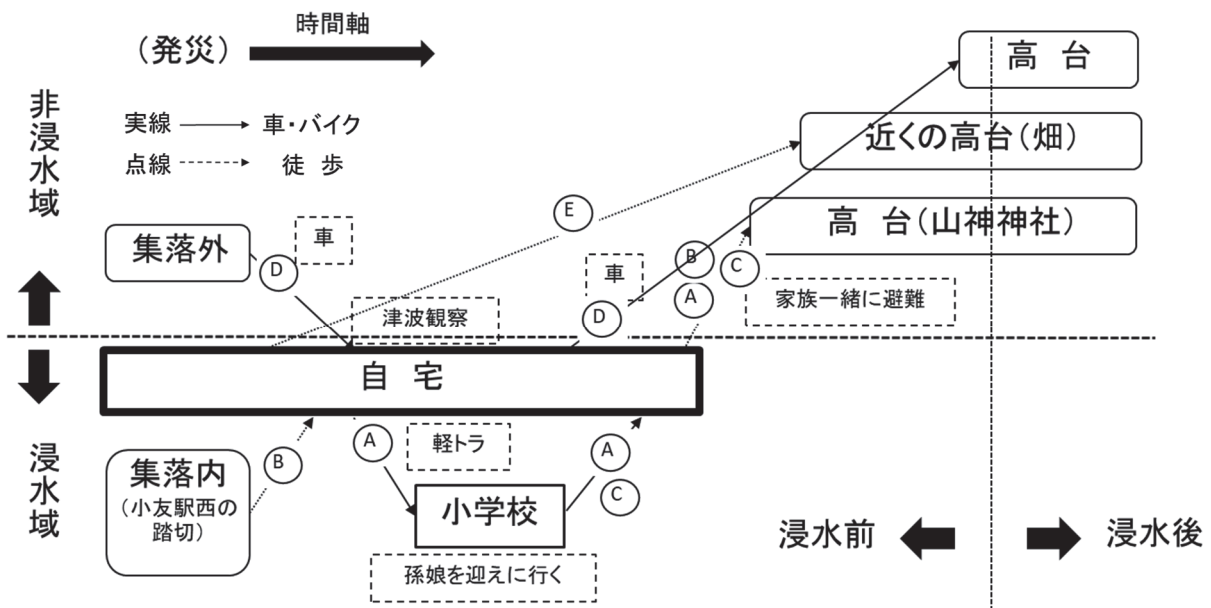 （発災）
時間軸
高　台
非浸水域
実線
車・バイク
点線
徒　歩
近くの高台（畑）
E
高　台（山神神社）
集落外
D
車
B
C
車
A
家族一緒に避難
津波観察
D
自　宅
浸水域
集落内
（小友駅西の
踏切）
B
A
軽トラ
A
C
小学校
孫娘を迎えに行く
浸水前
浸水後